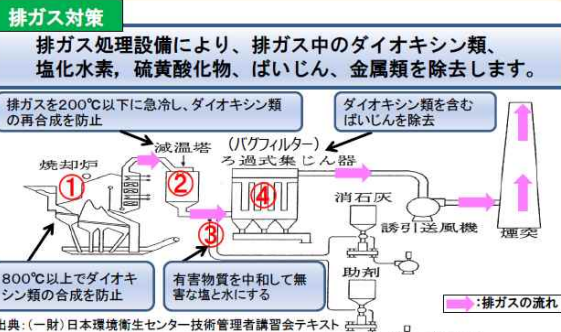 排ガス対策
排ガス処理設備により、排ガス中のダイオキシン類、
塩化水素，硫黄酸化物、ばいじん、金属類を除去します。
排ガスを200℃以下に急冷し、ダイオキシン類
の再合成を防止
ダイオキシン類を含む
ばいじんを除去
減温塔
(バグフィルター)
ろ過式集じん器
焼却炉
①
②
④
③
消石灰
誘引送風機
煙突
800℃以上でダイオキ
シン類の合成を防止
有害物質を中和して無
害な塩と水にする
助剤
:排ガスの流れ
出典:(一財)日本環境衛生センター技術管理者講習会テキスト